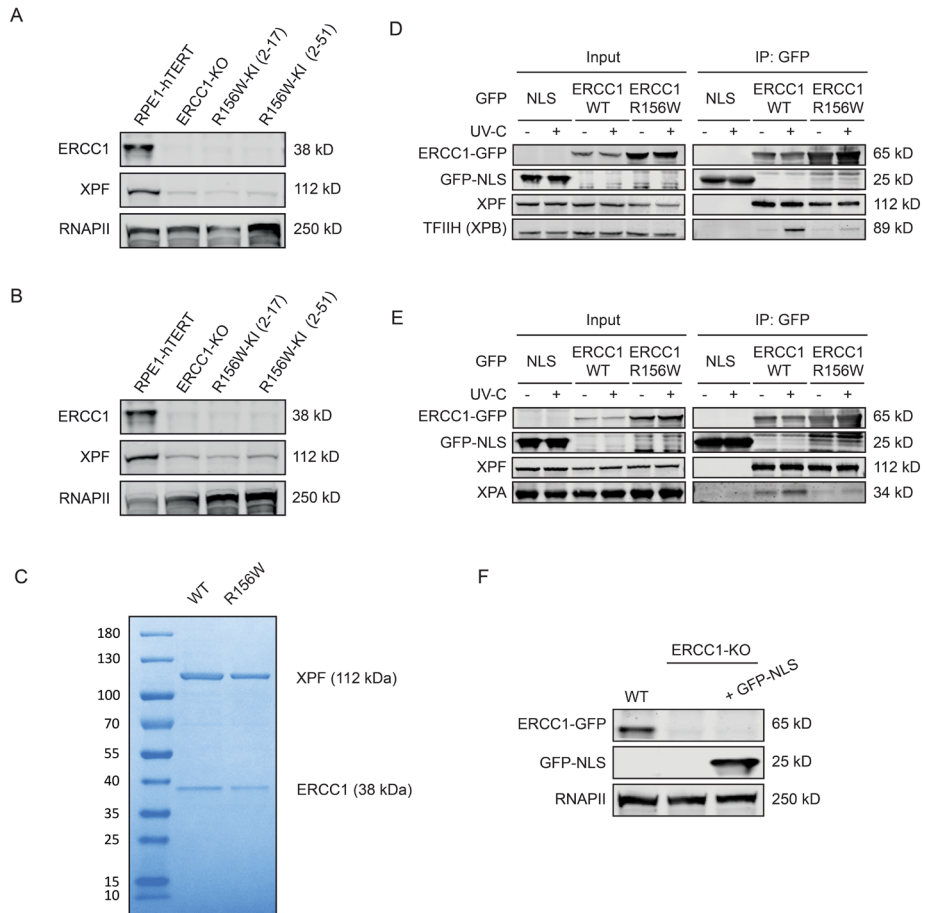 A
RPE1-hTERT
ERCC1-KO
R156W-KI (2-17)
R156W-KI (2-51)
ERCC1 38 kD
XPF 112 kD
RNAPII 250 kD
B
RPE1-hTERT
ERCC1-KO
R156W-KI (2-17)
R156W-KI (2-51)
ERCC1 38 kD
XPF 112 kD
RNAPII 250 kD
C
WT
R156W
180
130
100
70
55
40
35
25
15
10
XPF (112 kDa)
ERCC1 (38 kDa)
D
Input IP: GFP
GFP NLS ERCC1 WT ERCC1 R156W NLS ERCC1 WT ERCC1 R156W
UV-C - + - + - + - + - + - +
ERCC1-GFP 65 kD
GFP-NLS 25 kD
XPF 112 kD
TFIIH (XPB) 89 kD
E
Input IP: GFP
GFP NLS ERCC1 WT ERCC1 R156W NLS ERCC1 WT ERCC1 R156W
UV-C - + - + - + - + - + - +
ERCC1-GFP 65 kD
GFP-NLS 25 kD
XPF 112 kD
XPA 34 kD
F
ERCC1-KO
WT + GFP-NLS
ERCC1-GFP 65 kD
GFP-NLS 25 kD
RNAPII 250 kD